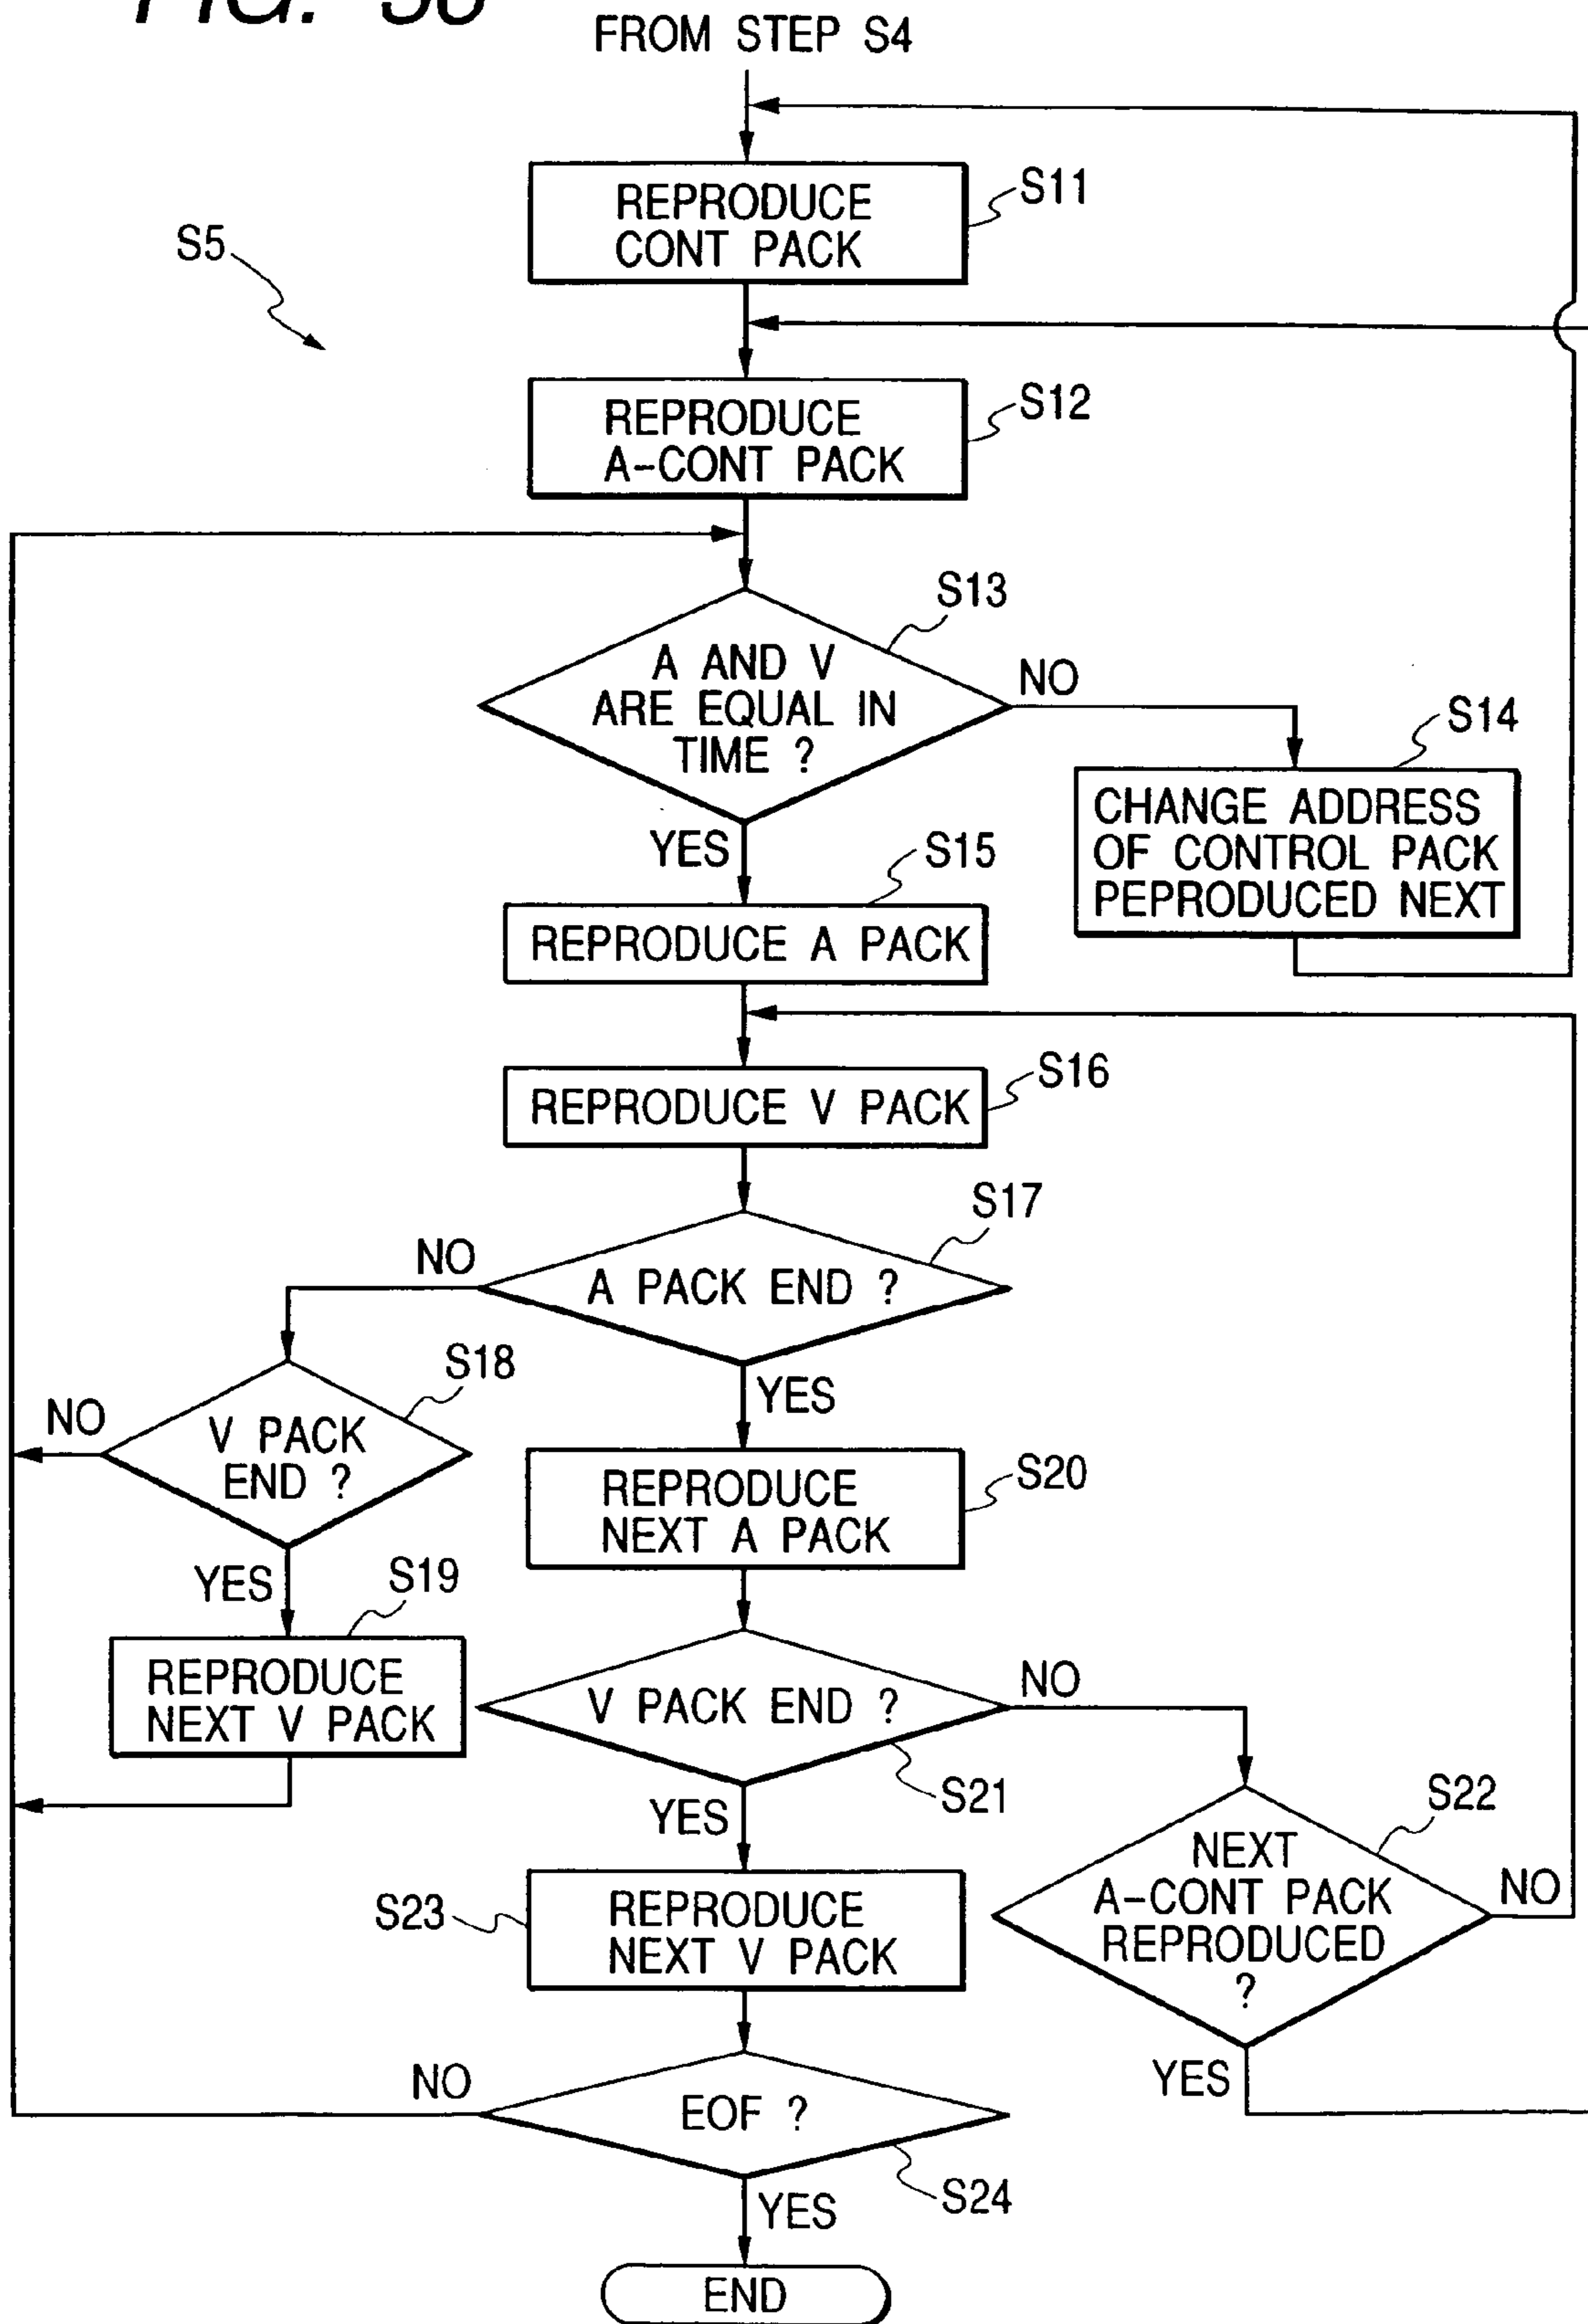 FROM STEP S4
REPRODUCE
CONT PACK
S11
S5
REPRODUCE
A-CONT PACK
S12
S13
A AND V
ARE EQUAL IN
TIME ?
NO
S14
CHANGE ADDRESS
OF CONTROL PACK
PEPRODUCED NEXT
YES
S15
REPRODUCE A PACK
S16
REPRODUCE V PACK
S17
NO
A PACK END ?
S18
NO
V PACK
END ?
YES
S20
REPRODUCE
NEXT A PACK
YES
S19
REPRODUCE
NEXT V PACK
V PACK END ?
NO
S21
YES
S22
NEXT
A-CONT PACK
REPRODUCED
?
NO
S23
REPRODUCE
NEXT V PACK
YES
NO
EOF ?
S24
YES
END